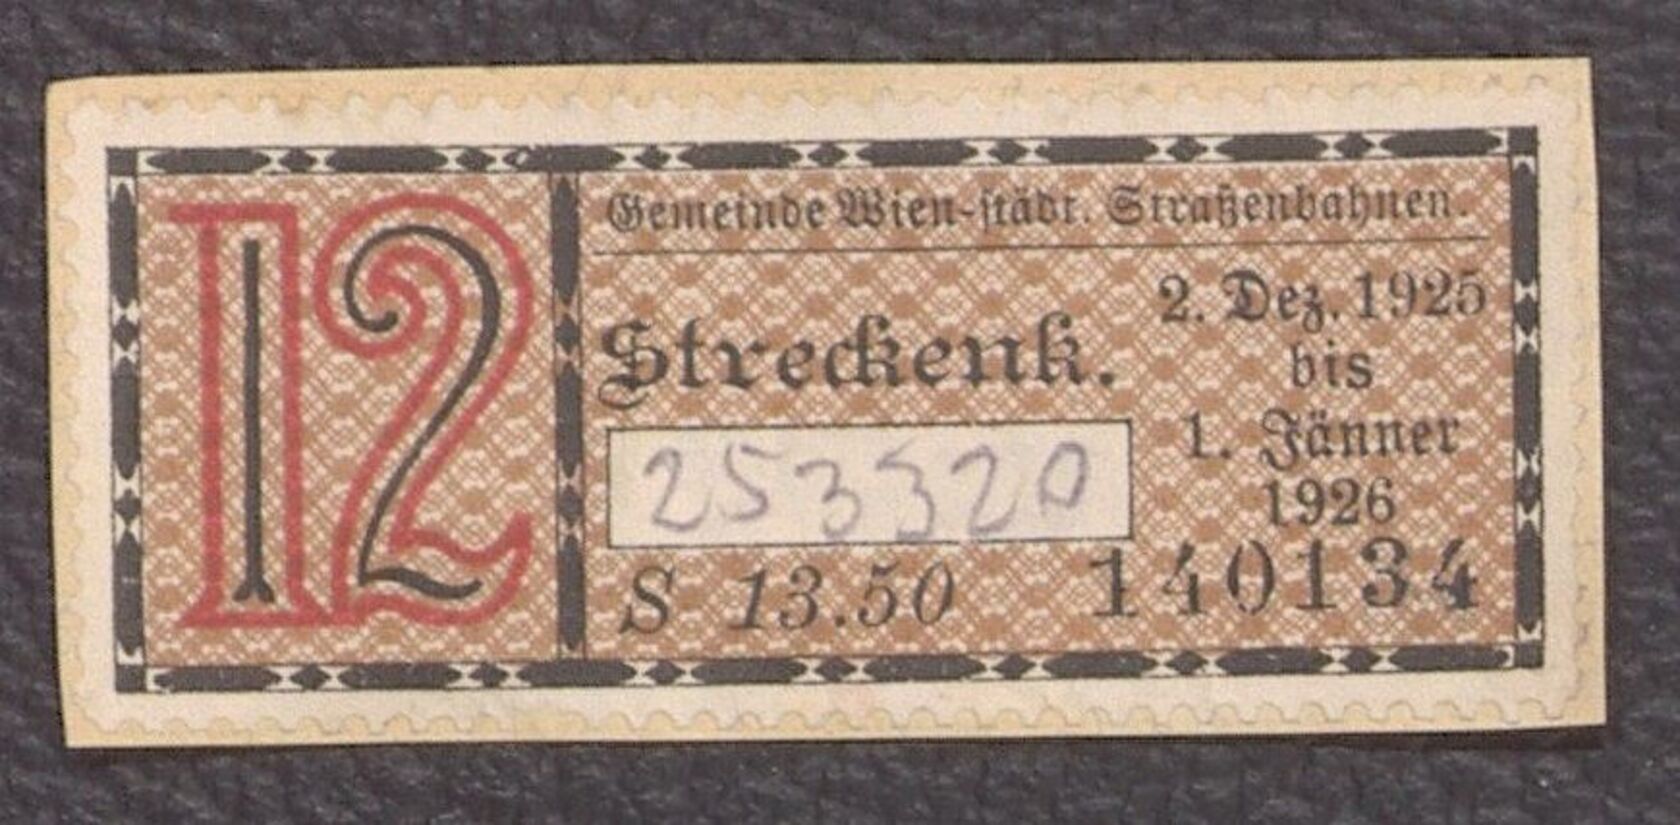 12
Gemeinde Wien-städt. Straßenbahnen.
Streckenk.
2. Dez. 1925
bis
1. Jänner
1926
253320
S 13.50
140134